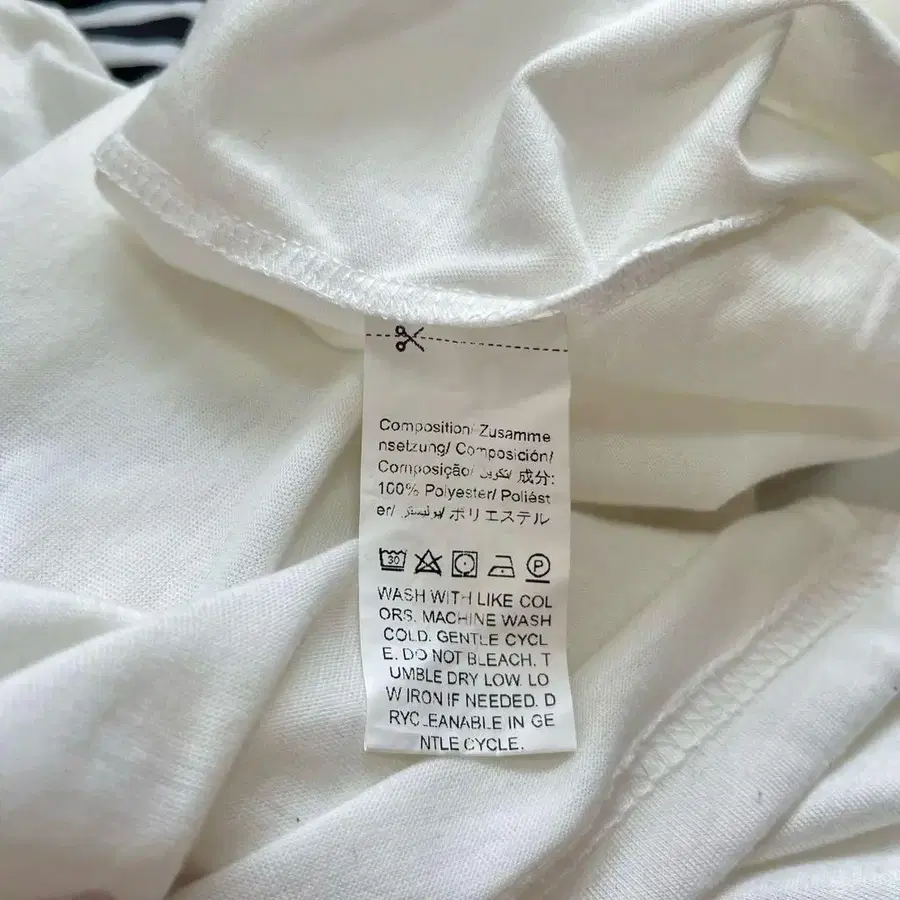 Composition/ Zusamme
nsetzung/ Composición/
Composição/ تكوين/ 成分:
100% Polyester/ Poliést
er/ بوليستر/ ポリエステル
30 P
WASH WITH LIKE COL
ORS. MACHINE WASH
COLD. GENTLE CYCL
E. DO NOT BLEACH. T
UMBLE DRY LOW. LO
W IRON IF NEEDED. D
RYCLEANABLE IN GE
NTLE CYCLE.